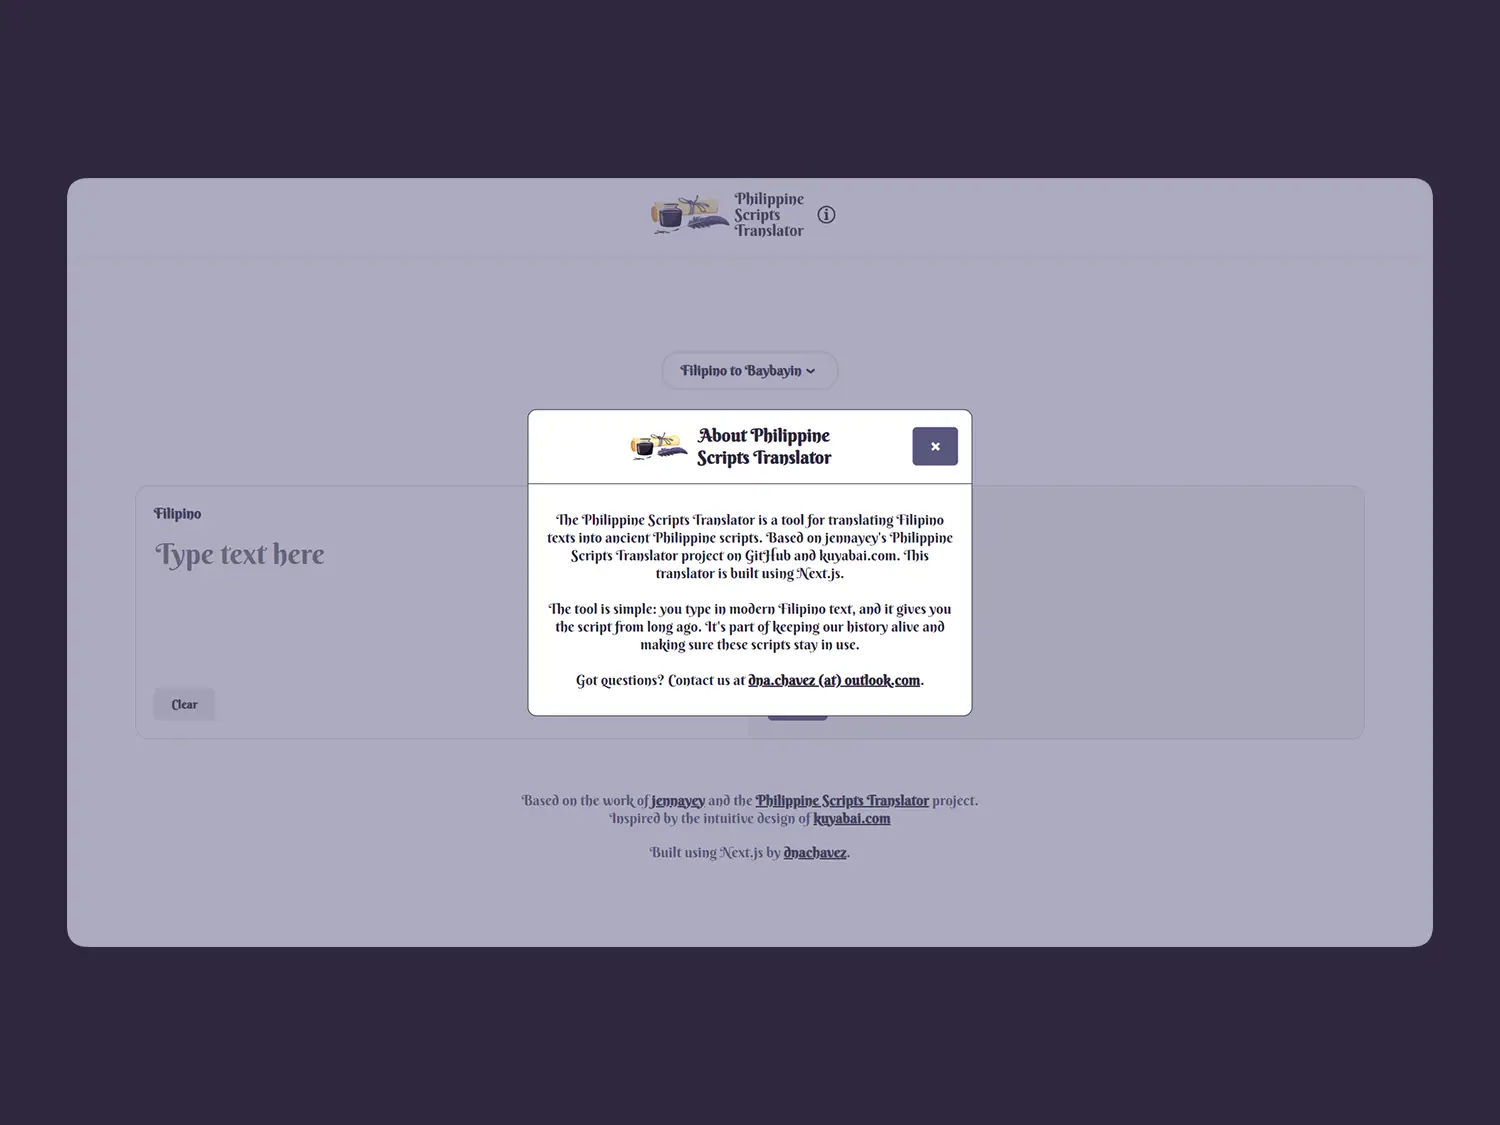 Philippine
Scripts
Translator
Filipino to Baybayin
About Philippine
Scripts Translator
×
The Philippine Scripts Translator is a tool for translating Filipino
texts into ancient Philippine scripts. Based on jennayey's Philippine
Scripts Translator project on GitHub and kuyabai.com. This
translator is built using Next.js.
The tool is simple: you type in modern Filipino text, and it gives you
the script from long ago. It's part of keeping our history alive and
making sure these scripts stay in use.
Got questions? Contact us at dna.chavez (at) outlook.com.
Filipino
Type text here
Clear
Based on the work of jennayey and the Philippine Scripts Translator project.
Inspired by the intuitive design of kuyabai.com
Built using Next.js by dnachavez.